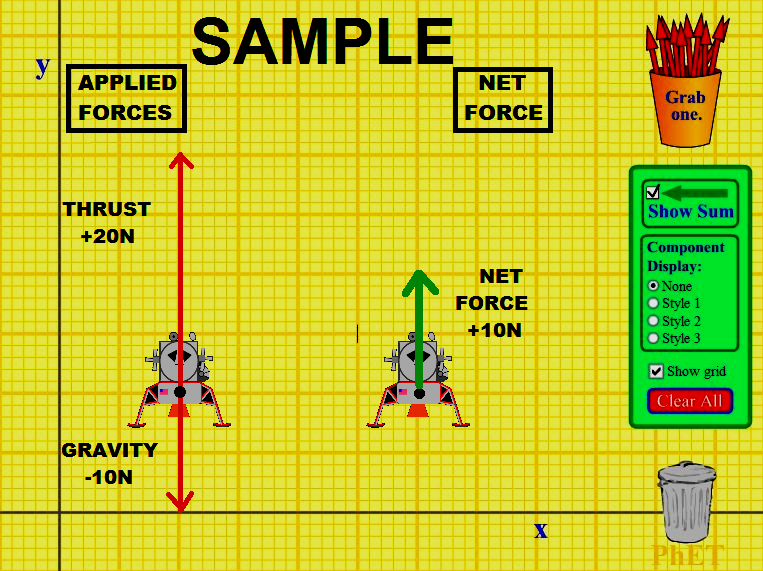 SAMPLE
y
APPLIED
FORCES
NET
FORCE
Grab
one.
THRUST
+20N
Show Sum
Component
Display:
None
Style 1
Style 2
Style 3
Show grid
Clear All
NET
FORCE
+10N
GRAVITY
-10N
x
PhET